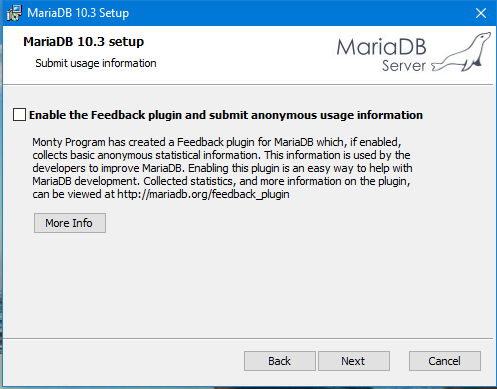 MariaDB 10.3 Setup
MariaDB 10.3 setup
Submit usage information
MariaDB
Server
Enable the Feedback plugin and submit anonymous usage information
Monty Program has created a Feedback plugin for MariaDB which, if enabled,
collects basic anonymous statistical information. This information is used by the
developers to improve MariaDB. Enabling this plugin is an easy way to help with
MariaDB development. Collected statistics, and more information on the plugin,
can be viewed at http://mariadb.org/feedback_plugin
More Info
Back
Next
Cancel